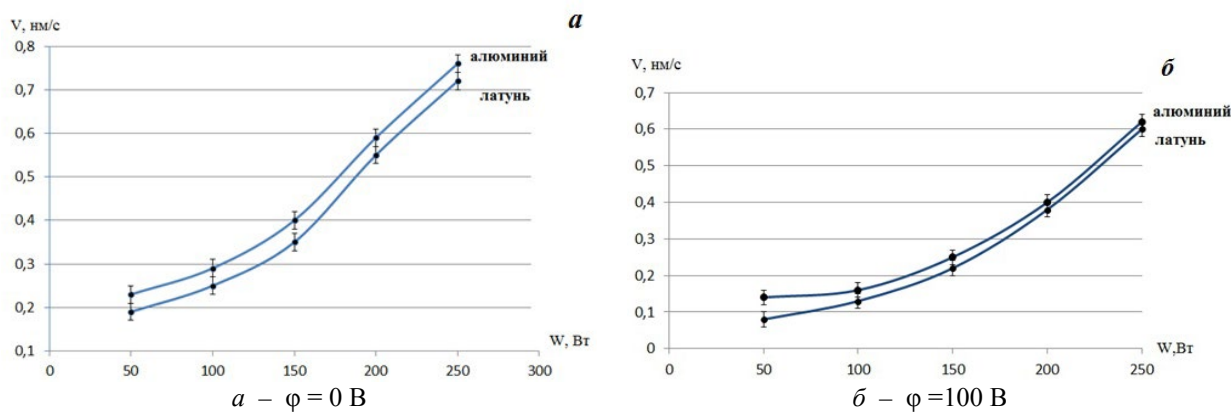 V, нм/с
а
0,8
0,7
0,6
0,5
0,4
0,3
0,2
0,1
0 50 100 150 200 250 300
алюминий
латунь
W, Вт
а – φ = 0 В
V, нм/с
б
0,7
0,6
0,5
0,4
0,3
0,2
0,1
0
0 50 100 150 200 250
алюминий
латунь
W,Вт
б – φ =100 В